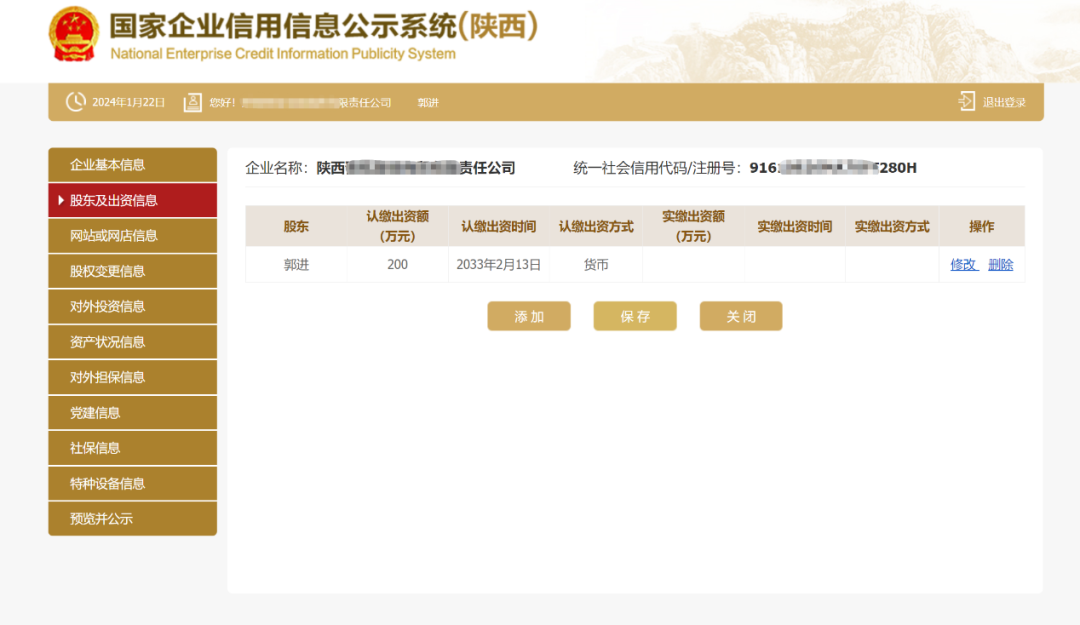 国家企业信用信息公示系统(陕西)
National Enterprise Credit Information Publicity System
2024年1月22日 您好! 限责任公司 郭进 退出登录
企业基本信息
股东及出资信息
网站或网店信息
股权变更信息
对外投资信息
资产状况信息
对外担保信息
党建信息
社保信息
特种设备信息
预览并公示
企业名称: 陕西 责任公司 统一社会信用代码/注册号: 916 280H
股东 认缴出资额(万元) 认缴出资时间 认缴出资方式 实缴出资额(万元) 实缴出资时间 实缴出资方式 操作
郭进 200 2033年2月13日 货币 修改 删除
添加 保存 关闭